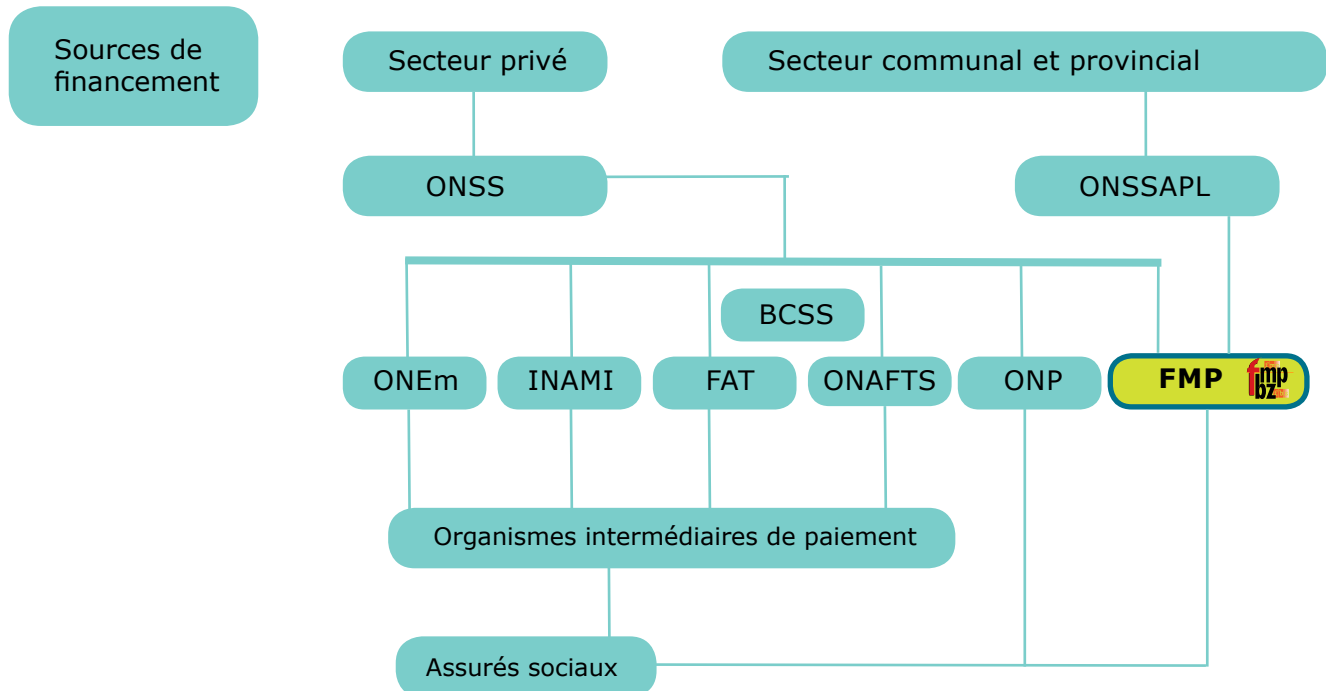 Sources de
financement
Secteur privé
Secteur communal et provincial
ONSS
ONSSAPL
BCSS
ONEm
INAMI
FAT
ONAFTS
ONP
FMP
fmp
bz
Organismes intermédiaires de paiement
Assurés sociaux